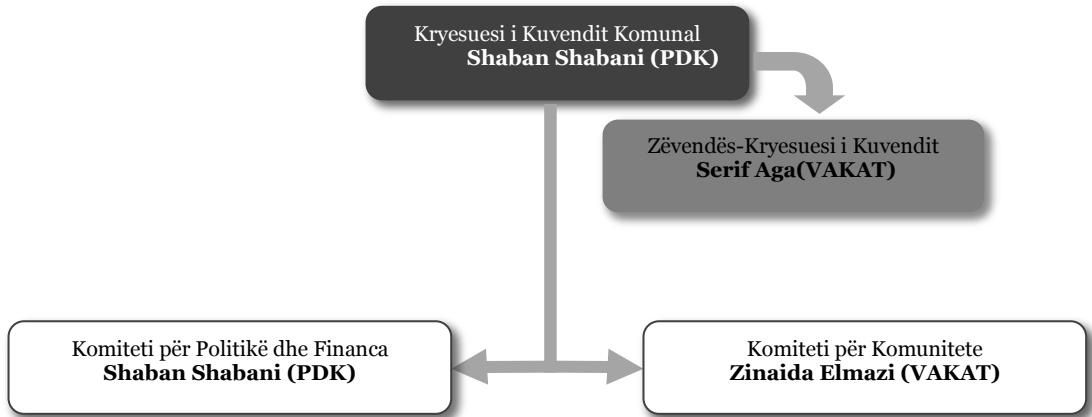 Kryesuesi i Kuvendit Komunal
Shaban Shabani (PDK)
Zëvendës-Kryesuesi i Kuvendit
Serif Aga(VAKAT)
Komiteti për Politikë dhe Financa
Shaban Shabani (PDK)
Komiteti për Komunitete
Zinaida Elmazi (VAKAT)